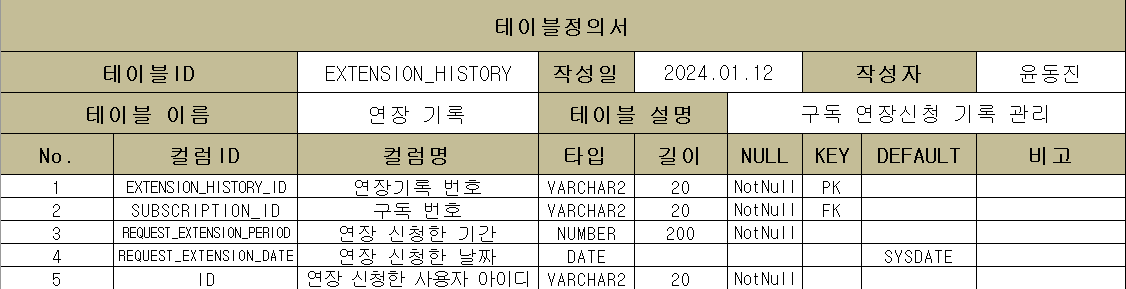 테이블정의서
테이블ID EXTENSION_HISTORY 작성일 2024.01.12 작성자 윤동진
테이블 이름 연장 기록 테이블 설명 구독 연장신청 기록 관리
No. 컬럼ID 컬럼명 타입 길이 NULL KEY DEFAULT 비고
1 EXTENSION_HISTORY_ID 연장기록 번호 VARCHAR2 20 NotNull PK
2 SUBSCRIPTION_ID 구독 번호 VARCHAR2 20 NotNull FK
3 REQUEST_EXTENSION_PERIOD 연장 신청한 기간 NUMBER 200 NotNull
4 REQUEST_EXTENSION_DATE 연장 신청한 날짜 DATE SYSDATE
5 ID 연장 신청한 사용자 아이디 VARCHAR2 20 NotNull